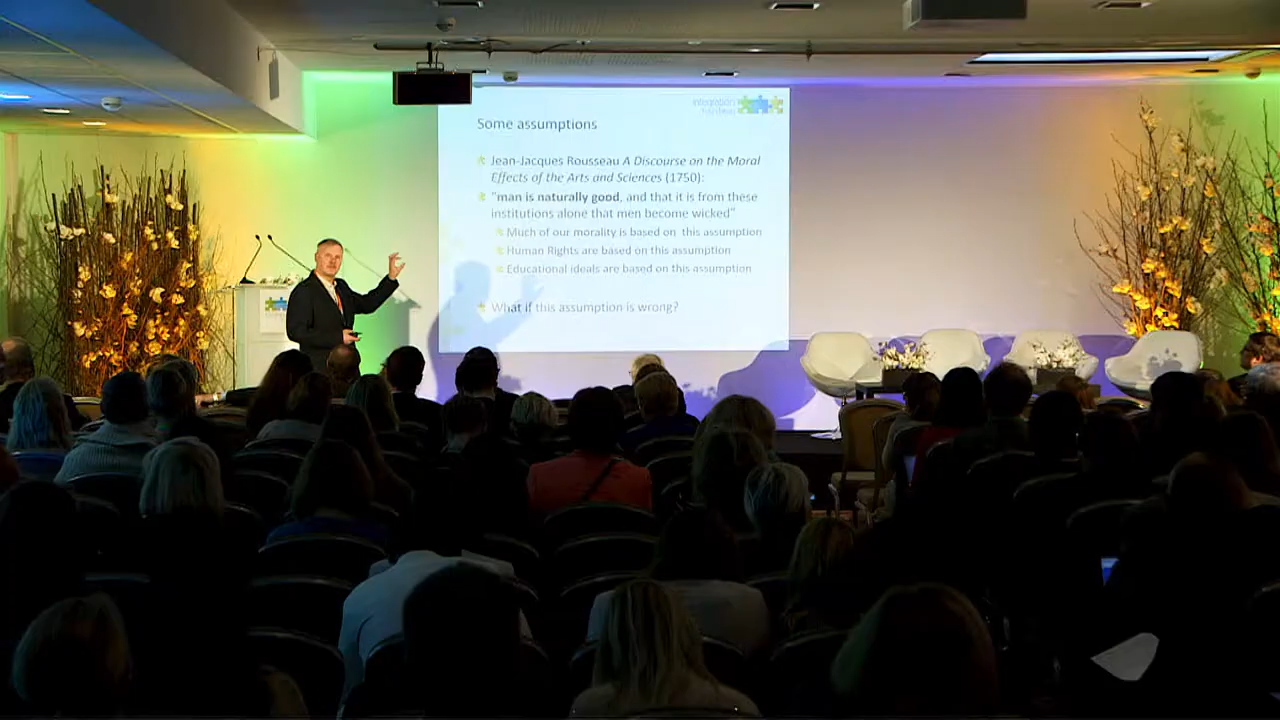 integration
Some assumptions
Jean-Jacques Rousseau A Discourse on the Moral
Effects of the Arts and Sciences (1750):
"man is naturally good, and that it is from these
institutions alone that men become wicked"
Much of our morality is based on this assumption
Human Rights are based on this assumption
Educational ideals are based on this assumption
What if this assumption is wrong?